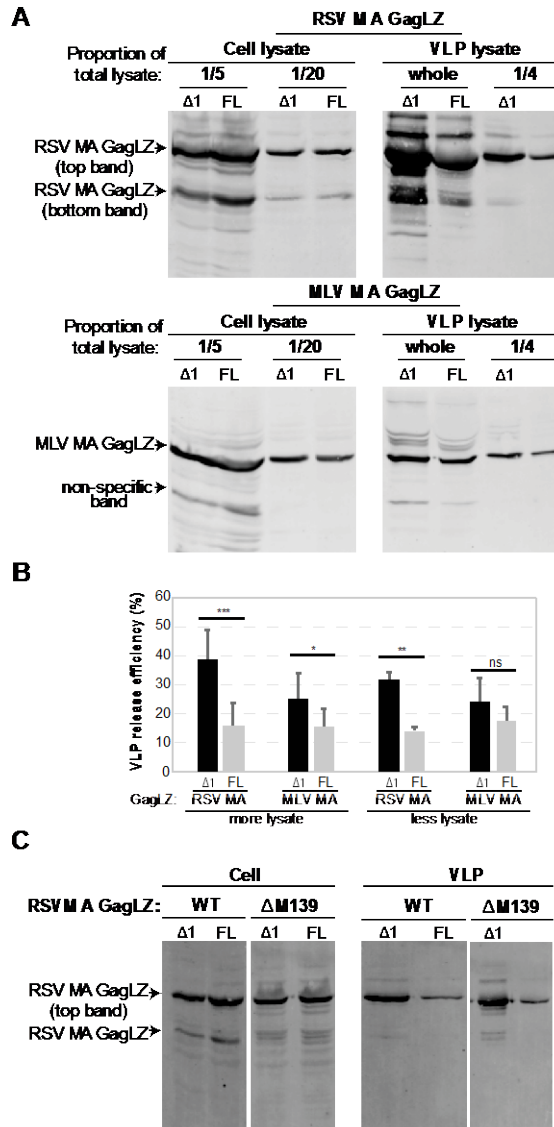 A
RSV MA GagLZ
Proportion of total lysate:
Cell lysate
VLP lysate
1/5
1/20
whole
1/4
Δ1
FL
Δ1
FL
Δ1
FL
Δ1
RSV MA GagLZ
(top band)
RSV MA GagLZ
(bottom band)
MLV MA GagLZ
Proportion of total lysate:
Cell lysate
VLP lysate
1/5
1/20
whole
1/4
Δ1
FL
Δ1
FL
Δ1
FL
Δ1
MLV MA GagLZ
non-specific
band
B
VLP release efficiency (%)
60
50
40
30
20
10
0
***
*
**
ns
Δ1 FL Δ1 FL Δ1 FL Δ1 FL
GagLZ: RSV MA MLV MA RSV MA MLV MA
more lysate less lysate
C
Cell
VLP
RSV MA GagLZ:
WT
ΔM139
WT
ΔM139
Δ1
FL
Δ1
FL
Δ1
FL
Δ1
RSV MA GagLZ
(top band)
RSV MA GagLZ